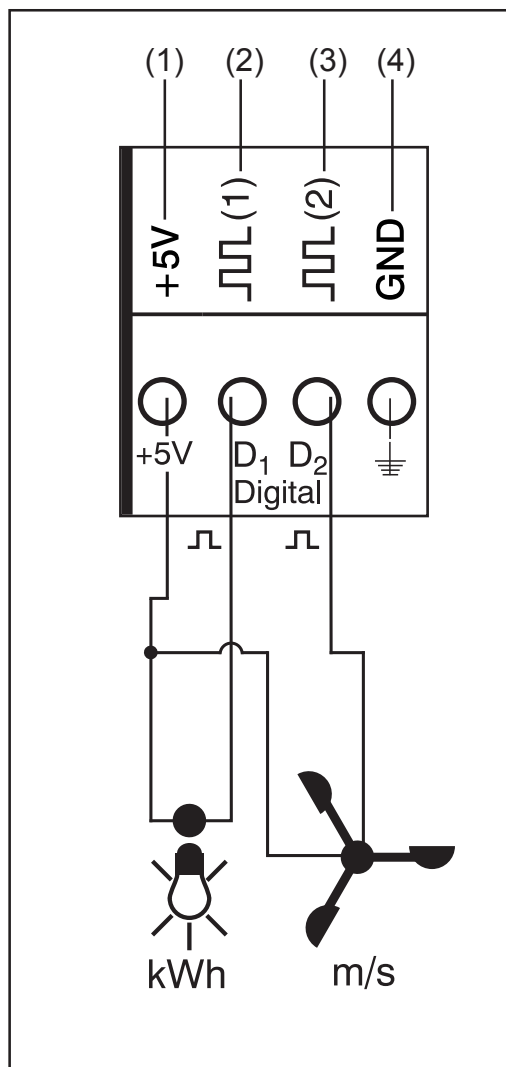 (1) (2) (3) (4)
+5V (1) (2) GND
+5V D1 D2
Digital
kWh m/s